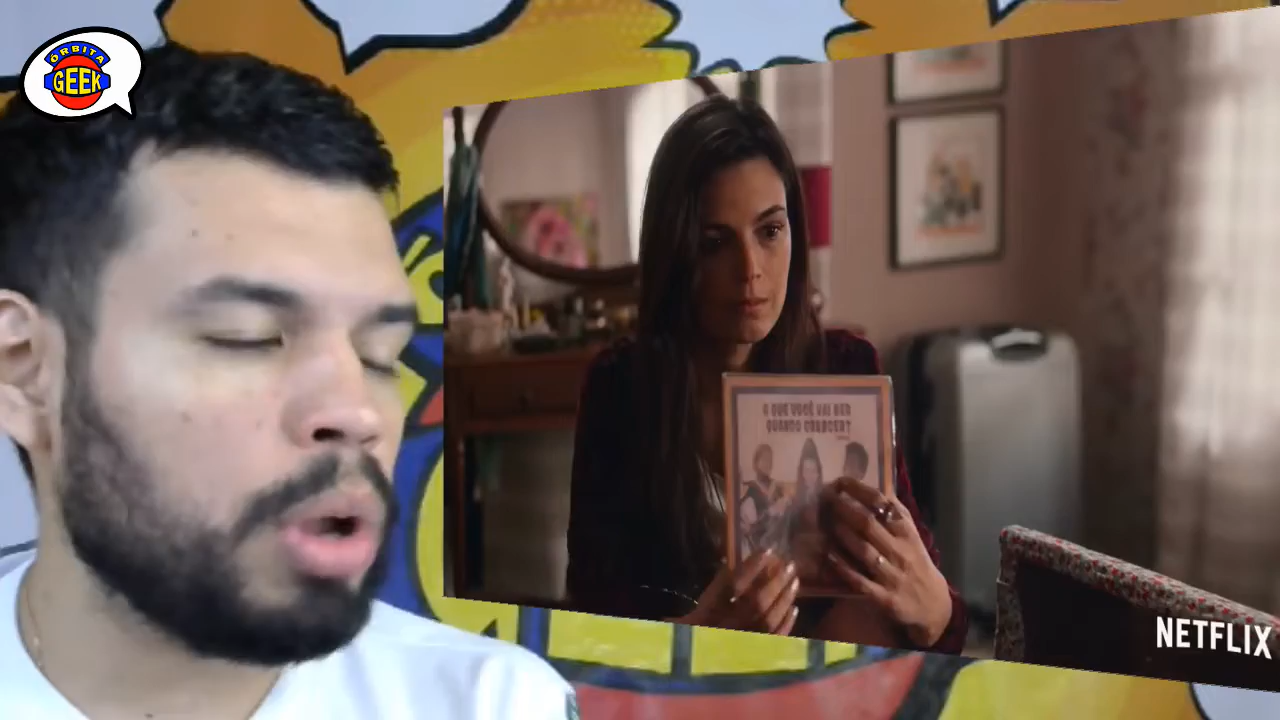 ÓRBITA
GEEK
O QUE VOCÊ VAI SER
QUANDO CRESCER?
NETFLIX